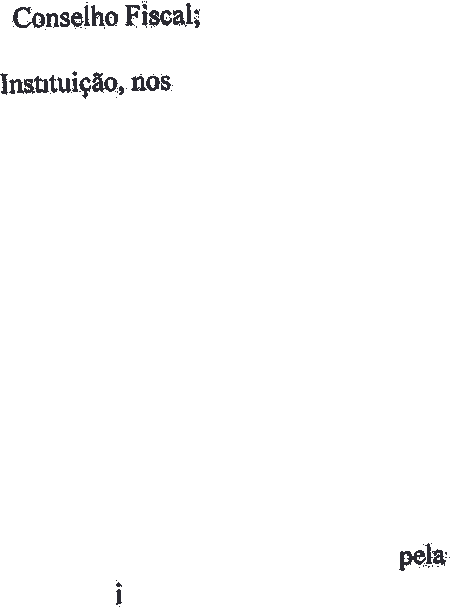 Conselho Fiscal;
Instituição, nos
pela
i